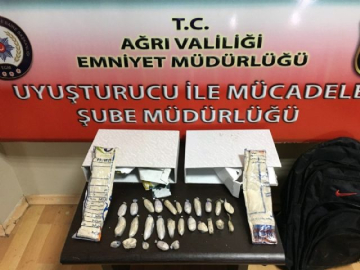 T.C.
AĞRI VALİLİĞİ
EMNİYET MÜDÜRLÜĞÜ
UYUŞTURUCU İLE MÜCADELE
ŞUBE MÜDÜRLÜĞÜ